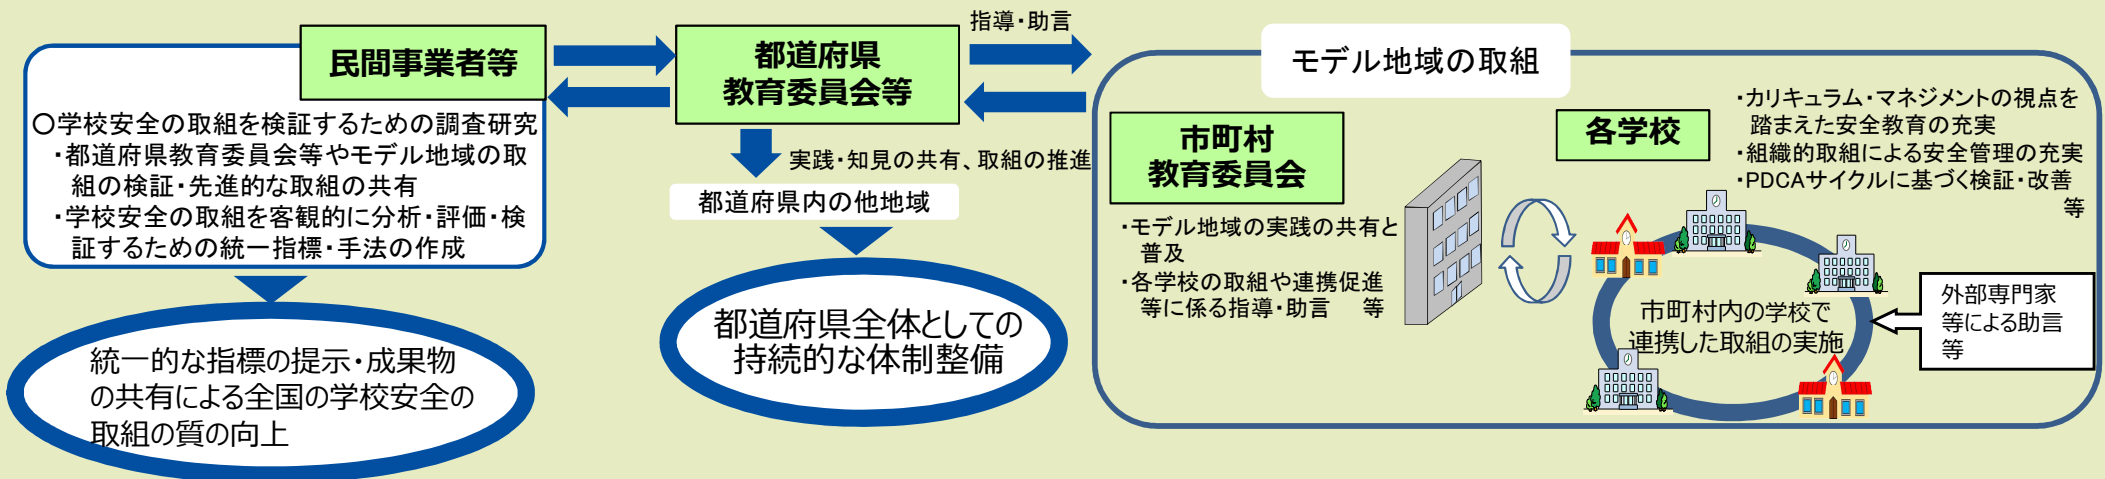 民間事業者等
〇学校安全の取組を検証するための調査研究
・都道府県教育委員会等やモデル地域の取
組の検証・先進的な取組の共有
・学校安全の取組を客観的に分析・評価・検
証するための統一指標・手法の作成
統一的な指標の提示・成果物
の共有による全国の学校安全の
取組の質の向上
都道府県
教育委員会等
実践・知見の共有、取組の推進
都道府県内の他地域
都道府県全体としての
持続的な体制整備
指導・助言
モデル地域の取組
市町村
教育委員会
・モデル地域の実践の共有と
普及
・各学校の取組や連携促進
等に係る指導・助言　等
各学校
・カリキュラム・マネジメントの視点を
踏まえた安全教育の充実
・組織的取組による安全管理の充実
・PDCAサイクルに基づく検証・改善
等
市町村内の学校で
連携した取組の実施
外部専門家
等による助言
等